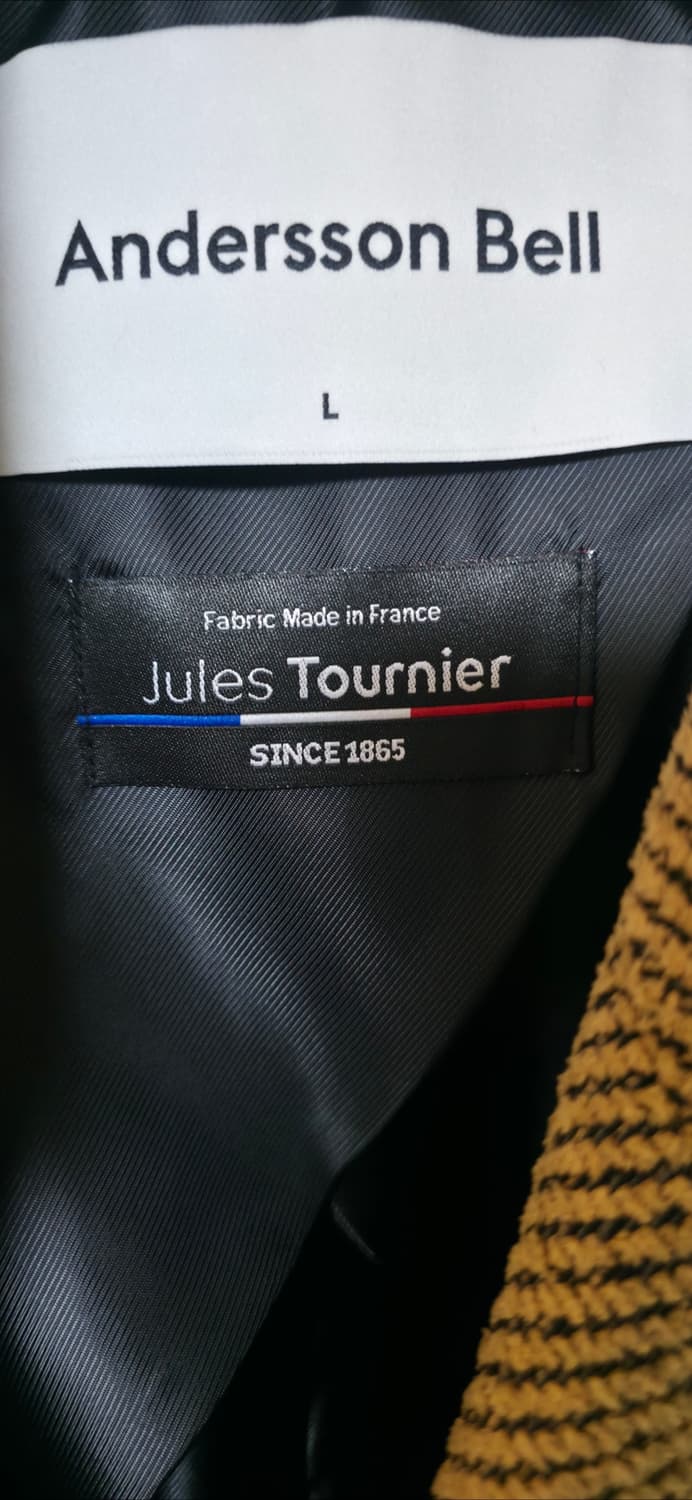 Andersson Bell
L
Fabric Made in France
Jules Tournier
SINCE 1865